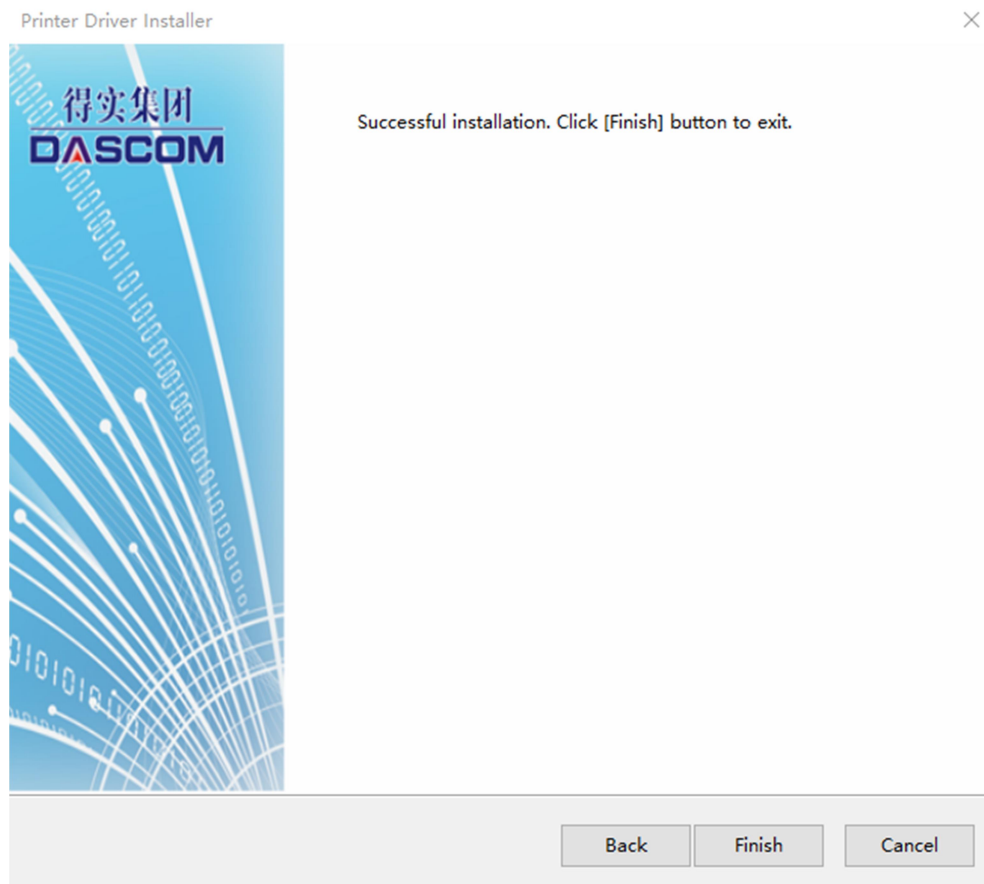 Printer Driver Installer
得实集团
DASCOM
Successful installation. Click [Finish] button to exit.
Back
Finish
Cancel